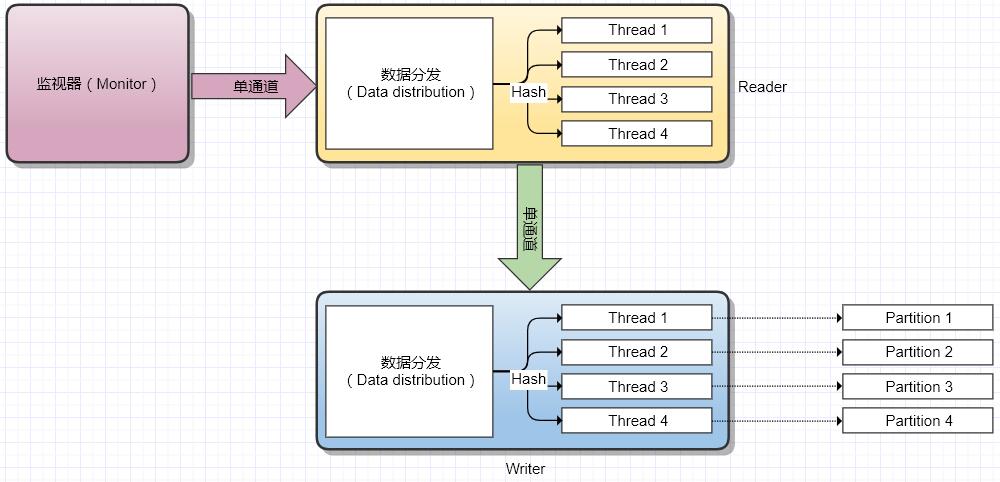 监视器（Monitor）
单通道
数据分发
（Data distribution）
Hash
Thread 1
Thread 2
Thread 3
Thread 4
Reader
单通道
数据分发
（Data distribution）
Hash
Thread 1
Thread 2
Thread 3
Thread 4
Partition 1
Partition 2
Partition 3
Partition 4
Writer